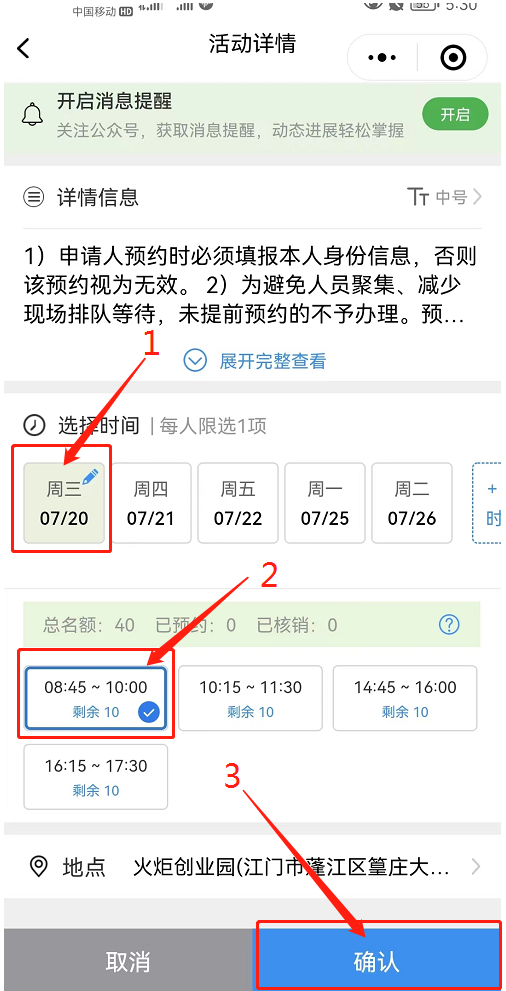 中国移动 HD
5:30
活动详情
开启消息提醒
关注公众号，获取消息提醒，动态进展轻松掌握
开启
详情信息
TT 中号
1）申请人预约时必须填报本人身份信息，否则
该预约视为无效。 2）为避免人员聚集、减少
现场排队等待，未提前预约的不予办理。预...
1
展开完整查看
选择时间 | 每人限选1项
周三 周四 周五 周一 周二 +
07/20 07/21 07/22 07/25 07/26 时
2
总名额：40 已预约：0 已核销：0 ?
08:45 ~ 10:00 10:15 ~ 11:30 14:45 ~ 16:00
剩余 10 剩余 10 剩余 10
16:15 ~ 17:30
剩余 10
3
地点 火炬创业园(江门市蓬江区篁庄大...
取消 确认